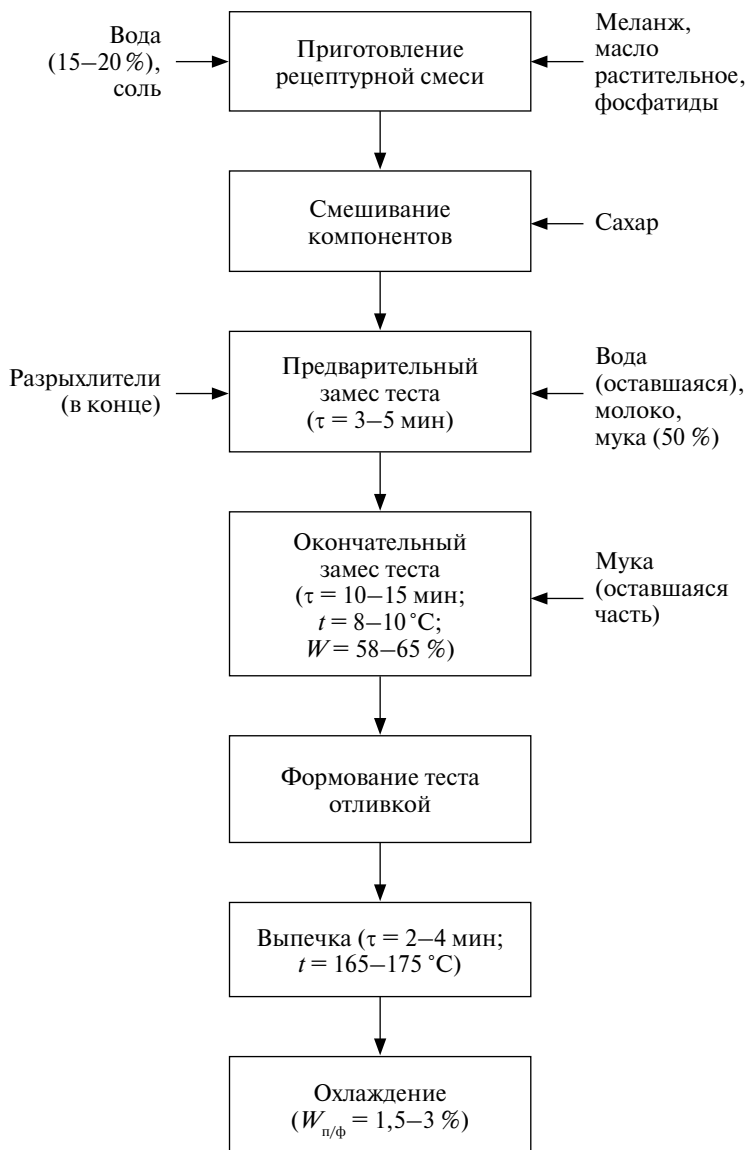 Вода
(15–20 %),
соль
Приготовление
рецептурной смеси
Меланж,
масло
растительное,
фосфатиды
Смешивание
компонентов
Сахар
Разрыхлители
(в конце)
Предварительный
замес теста
(τ = 3–5 мин)
Вода
(оставшаяся),
молоко,
мука (50 %)
Окончательный
замес теста
(τ = 10–15 мин;
t = 8–10 °C;
W = 58–65 %)
Мука
(оставшаяся
часть)
Формование теста
отливкой
Выпечка (τ = 2–4 мин;
t = 165–175 °C)
Охлаждение
(Wп/ф = 1,5–3 %)